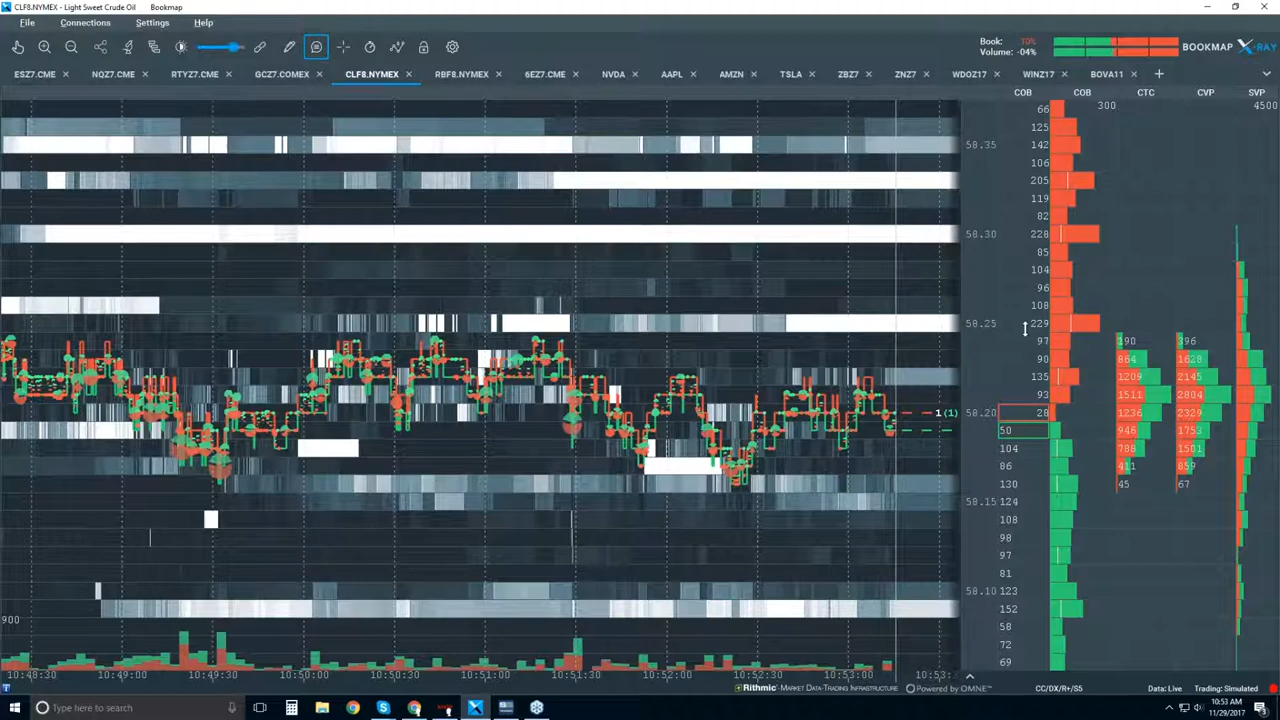 CLF8.NYMEX - Light Sweet Crude Oil Bookmap
File Connections Settings Help
Book: 10%
Volume: -04%
BOOKMAP X-RAY
ESZ7.CME NQZ7.CME RTYZ7.CME GCZ7.COMEX CLF8.NYMEX RBF8.NYMEX 6EZ7.CME NVDA AAPL AMZN TSLA ZBZ7 ZNZ7 WDOZ17 WINZ17 BOVA11
COB COB CTC CVP SVP
66 300 4500
125
58.35 142
106
205
119
82
58.30 228
85
104
96
108
58.25 229
97 190 396
90 864 1628
135 1209 2145
93 1511 2804
1 (1) 58.20 28 1236 2329
50 946 1753
104 788 1501
86 411 859
130 45 67
58.15 124
108
98
97
81
58.10 123
152
900 58
72
69
10:48:30 10:49:00 10:49:30 10:50:00 10:50:30 10:51:00 10:51:30 10:52:00 10:52:30 10:53:00 10:53:
Rithmic - MARKET DATA-TRADING INFRASTRUCTURE Powered by OMNE™ CC/DX/R+/S5 Data: Live Trading: Simulated
Type here to search
10:53 AM
11/29/2017
3